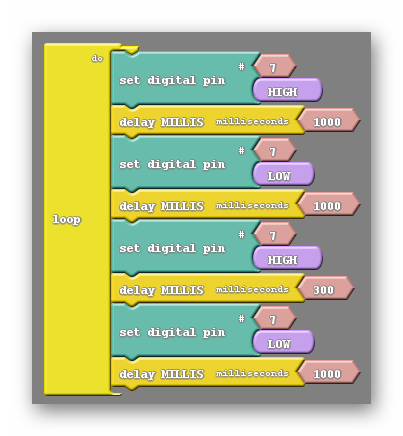 do
set digital pin # 7
HIGH
delay MILLIS milliseconds 1000
set digital pin # 7
LOW
delay MILLIS milliseconds 1000
loop
set digital pin # 7
HIGH
delay MILLIS milliseconds 300
set digital pin # 7
LOW
delay MILLIS milliseconds 1000